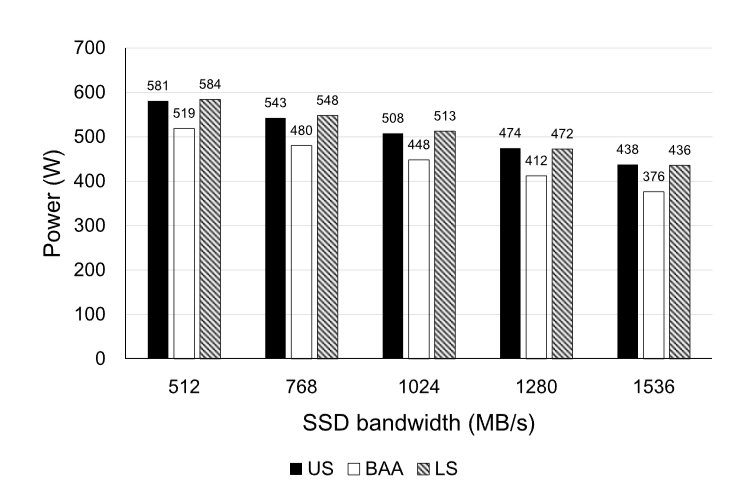 700
600
500
400
300
200
100
0
Power (W)
581 519 584
543 480 548
508 448 513
474 412 472
438 376 436
512 768 1024 1280 1536
SSD bandwidth (MB/s)
US BAA LS